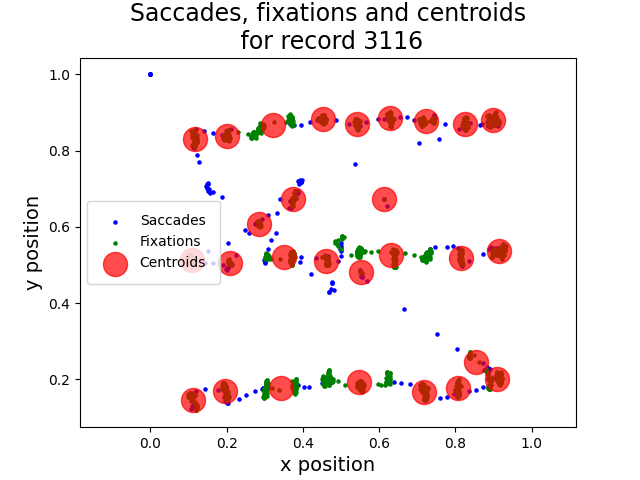 Saccades, fixations and centroids
for record 3116
1.0
0.8
0.6
0.4
0.2
y position
Saccades
Fixations
Centroids
0.0
0.2
0.4
0.6
0.8
1.0
x position